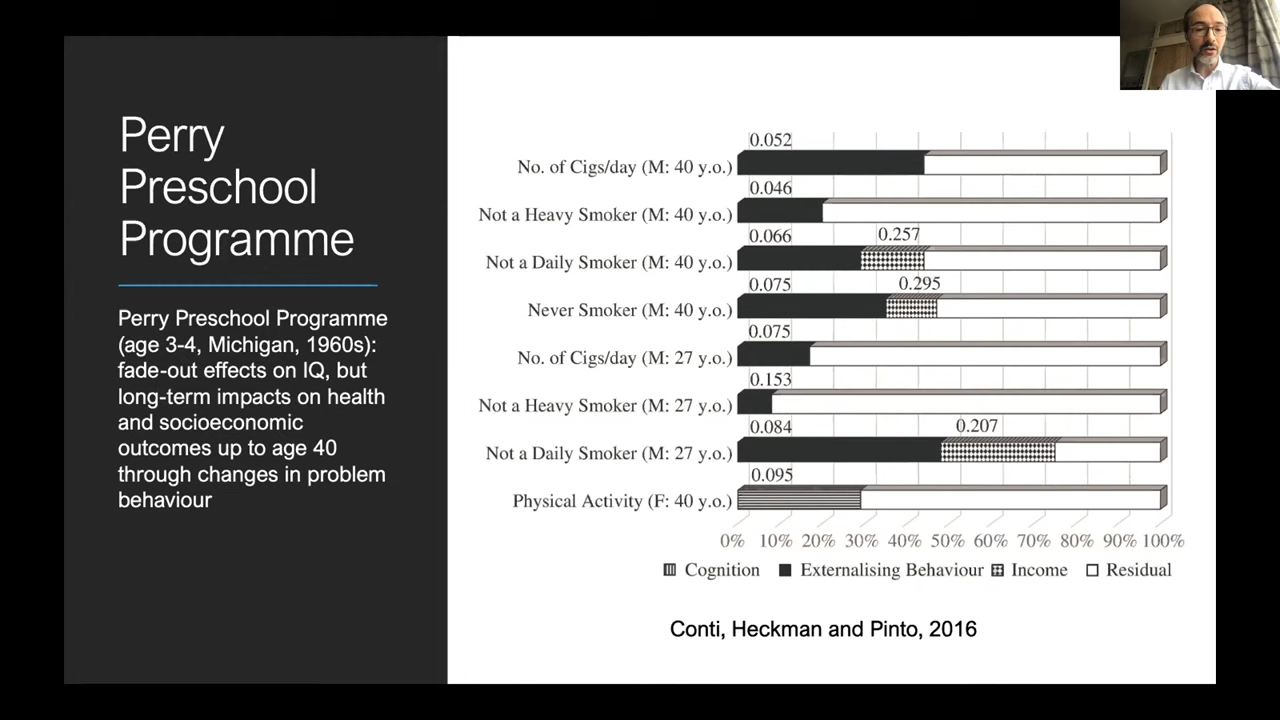 Perry
Preschool
Programme
Perry Preschool Programme
(age 3-4, Michigan, 1960s):
fade-out effects on IQ, but
long-term impacts on health
and socioeconomic
outcomes up to age 40
through changes in problem
behaviour
0.052
No. of Cigs/day (M: 40 y.o.)
0.046
Not a Heavy Smoker (M: 40 y.o.)
0.066 0.257
Not a Daily Smoker (M: 40 y.o.)
0.075 0.295
Never Smoker (M: 40 y.o.)
0.075
No. of Cigs/day (M: 27 y.o.)
0.153
Not a Heavy Smoker (M: 27 y.o.)
0.084 0.207
Not a Daily Smoker (M: 27 y.o.)
0.095
Physical Activity (F: 40 y.o.)
0% 10% 20% 30% 40% 50% 60% 70% 80% 90% 100%
Cognition Externalising Behaviour Income Residual
Conti, Heckman and Pinto, 2016